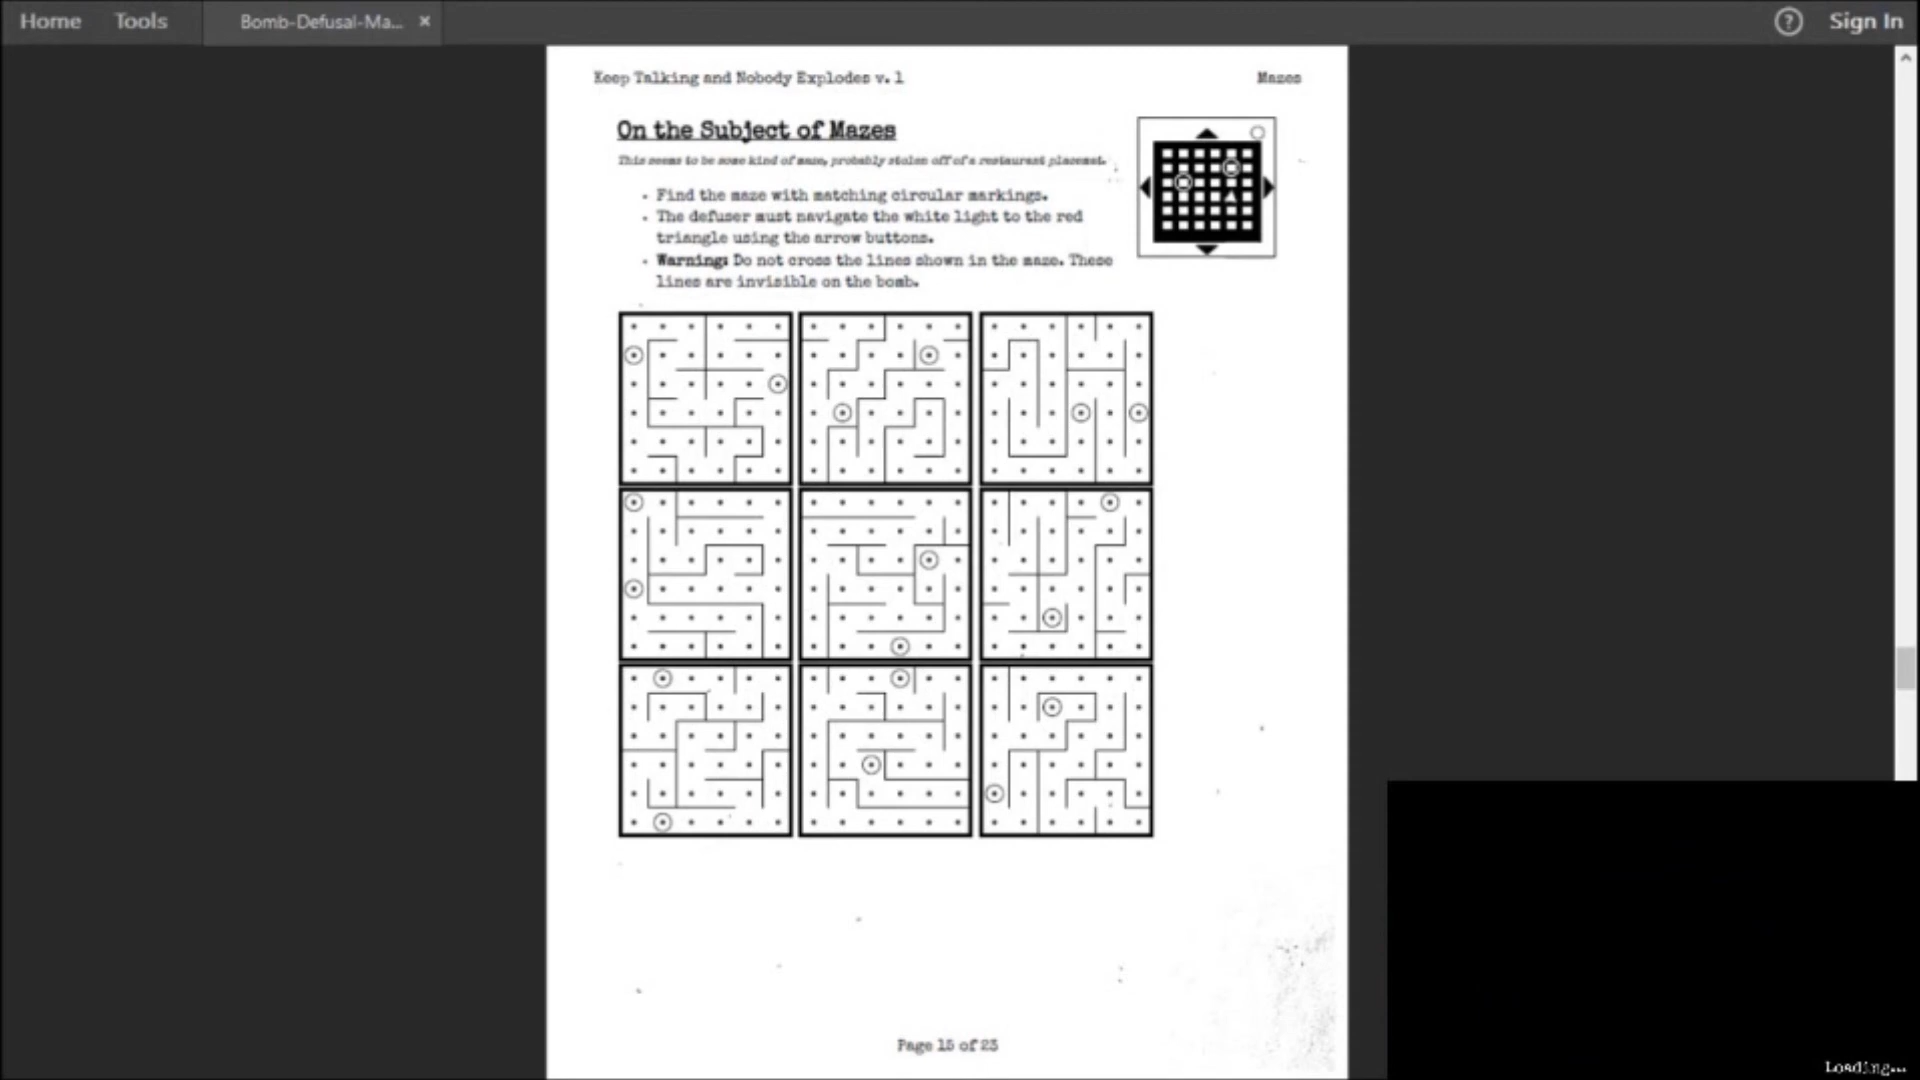 Home
Tools
Bomb-Defusal-Ma...
×
?
Sign In
Keep Talking and Nobody Explodes v. 1
Mazes
On the Subject of Mazes
This seems to be some kind of maze, probably stolen off of a restaurant placemat.
• Find the maze with matching circular markings.
• The defuser must navigate the white light to the red
triangle using the arrow buttons.
• Warning: Do not cross the lines shown in the maze. These
lines are invisible on the bomb.
Page 15 of 23
Loading...